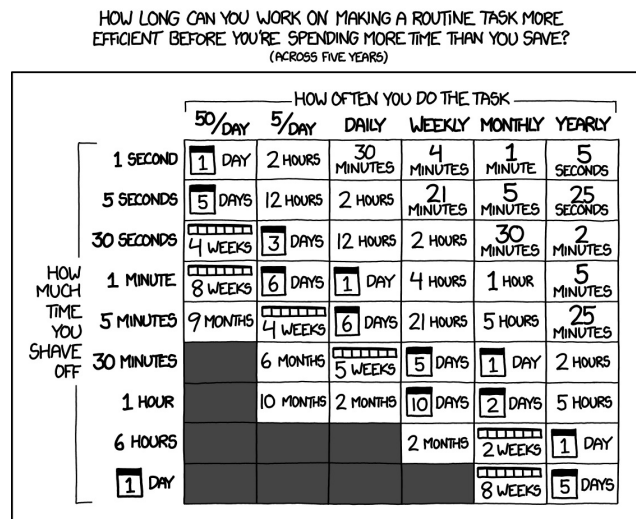 HOW LONG CAN YOU WORK ON MAKING A ROUTINE TASK MORE
EFFICIENT BEFORE YOU'RE SPENDING MORE TIME THAN YOU SAVE?
(ACROSS FIVE YEARS)
HOW OFTEN YOU DO THE TASK
50/DAY 5/DAY DAILY WEEKLY MONTHLY YEARLY
HOW MUCH TIME YOU SHAVE OFF
1 SECOND 1 DAY 2 HOURS 30 MINUTES 4 MINUTES 1 MINUTE 5 SECONDS
5 SECONDS 5 DAYS 12 HOURS 2 HOURS 21 MINUTES 5 MINUTES 25 SECONDS
30 SECONDS 4 WEEKS 3 DAYS 12 HOURS 2 HOURS 30 MINUTES 2 MINUTES
1 MINUTE 8 WEEKS 6 DAYS 1 DAY 4 HOURS 1 HOUR 5 MINUTES
5 MINUTES 9 MONTHS 4 WEEKS 6 DAYS 21 HOURS 5 HOURS 25 MINUTES
30 MINUTES 6 MONTHS 5 WEEKS 5 DAYS 1 DAY 2 HOURS
1 HOUR 10 MONTHS 2 MONTHS 10 DAYS 2 DAYS 5 HOURS
6 HOURS 2 MONTHS 2 WEEKS 1 DAY
1 DAY 8 WEEKS 5 DAYS